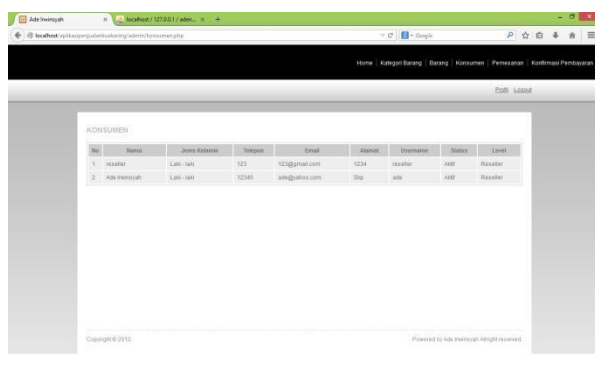 Ade Irwinsyah
localhost / 127.0.0.1 / adeir...
localhost/aplikasipenjualan/admin/konsumen.php
Google
Home | Kategori Barang | Barang | Konsumen | Pemesanan | Konfirmasi Pembayaran
Profil Logout
KONSUMEN
No Nama Jenis Kelamin Telepon Email Alamat Username Status Level
1 reseller Laki - laki 123 123@gmail.com 1234 reseller Aktif Reseller
2 Ade Irwinsyah Laki - laki 12345 ade@yahoo.com Skp ade Aktif Reseller
Copyright © 2012.
Powered by Ade Irwinsyah Allright reserved.